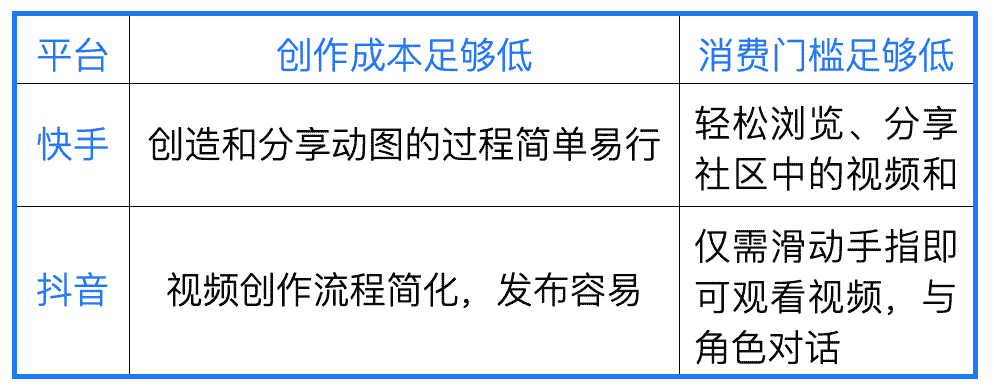 平台 创作成本足够低 消费门槛足够低
快手 创造和分享动图的过程简单易行 轻松浏览、分享
社区中的视频和
抖音 视频创作流程简化，发布容易 仅需滑动手指即
可观看视频，与
角色对话